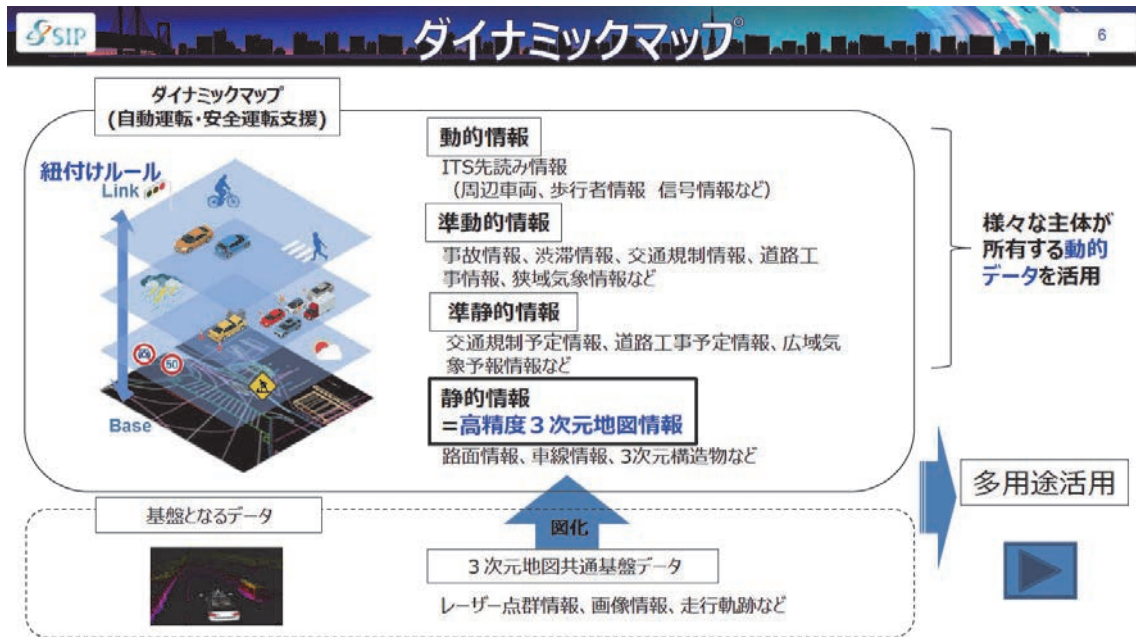 SIP
ダイナミックマップ
6
ダイナミックマップ
(自動運転・安全運転支援)
紐付けルール
Link
Base
60
動的情報
ITS先読み情報
（周辺車両、歩行者情報 信号情報など）
準動的情報
事故情報、渋滞情報、交通規制情報、道路工
事情報、狭域気象情報など
準静的情報
交通規制予定情報、道路工事予定情報、広域気
象予報情報など
静的情報
=高精度３次元地図情報
路面情報、車線情報、3次元構造物など
様々な主体が
所有する動的
データを活用
多用途活用
基盤となるデータ
図化
３次元地図共通基盤データ
レーザー点群情報、画像情報、走行軌跡など